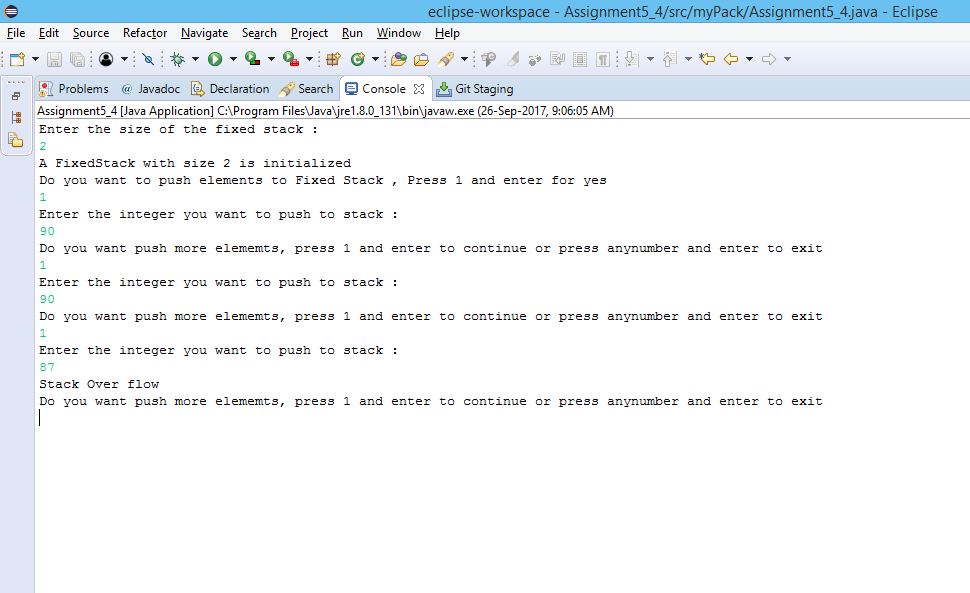 eclipse-workspace - Assignment5_4/src/myPack/Assignment5_4.java - Eclipse
File Edit Source Refactor Navigate Search Project Run Window Help
Problems @ Javadoc Declaration Search Console Git Staging
Assignment5_4 [Java Application] C:\Program Files\Java\jre1.8.0_131\bin\javaw.exe (26-Sep-2017, 9:06:05 AM)
Enter the size of the fixed stack :
2
A FixedStack with size 2 is initialized
Do you want to push elements to Fixed Stack , Press 1 and enter for yes
1
Enter the integer you want to push to stack :
90
Do you want push more elememts, press 1 and enter to continue or press anynumber and enter to exit
1
Enter the integer you want to push to stack :
90
Do you want push more elememts, press 1 and enter to continue or press anynumber and enter to exit
1
Enter the integer you want to push to stack :
87
Stack Over flow
Do you want push more elememts, press 1 and enter to continue or press anynumber and enter to exit